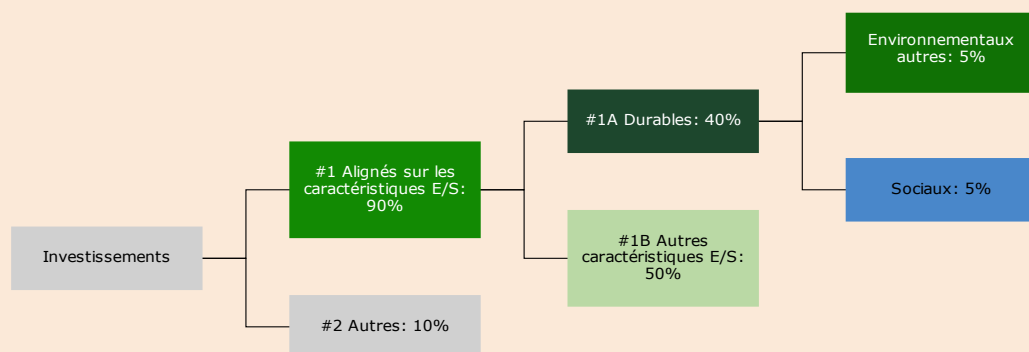 Investissements
#1 Alignés sur les
caractéristiques E/S:
90%
#2 Autres: 10%
#1A Durables: 40%
#1B Autres
caractéristiques E/S:
50%
Environnementaux
autres: 5%
Sociaux: 5%